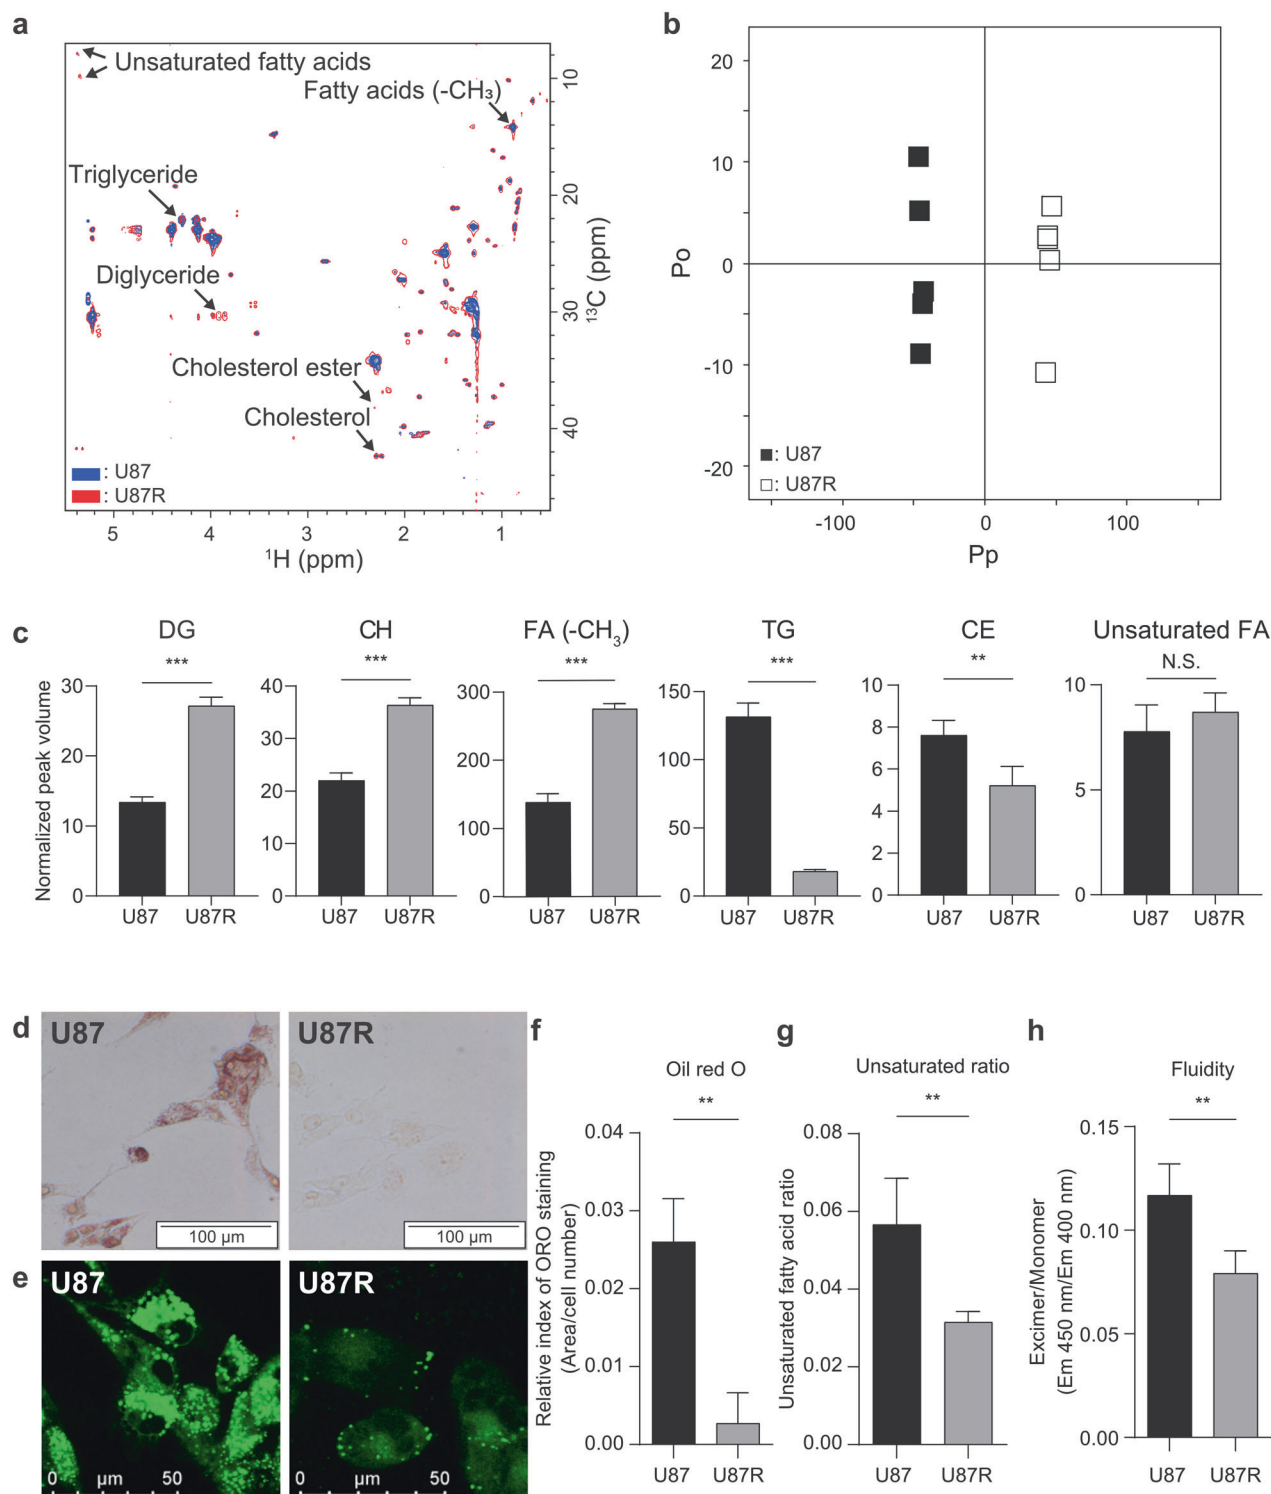 a
Unsaturated fatty acids
Fatty acids (-CH₃)
Triglyceride
Diglyceride
Cholesterol ester
Cholesterol
: U87
: U87R
5 4 3 2 1
¹H (ppm)
10
20
30
40
¹³C (ppm)
b
20
10
0
-10
-20
Po
: U87
: U87R
-100 0 100
Pp
c
Normalized peak volume
DG
***
30
20
10
0
U87 U87R
CH
***
40
30
20
10
0
U87 U87R
FA (-CH₃)
***
300
200
100
0
U87 U87R
TG
***
150
100
50
0
U87 U87R
CE
**
10
8
6
4
2
0
U87 U87R
Unsaturated FA
N.S.
10
5
0
U87 U87R
d
U87
100 µm
U87R
100 µm
e
U87
0 µm 50
U87R
0 µm 50
f
Oil red O
**
Relative index of ORO staining
(Area/cell number)
0.04
0.03
0.02
0.01
0.00
U87 U87R
g
Unsaturated ratio
**
Unsaturated fatty acid ratio
0.08
0.06
0.04
0.02
0.00
U87 U87R
h
Fluidity
**
Excimer/Monomer
(Em 450 nm/Em 400 nm)
0.15
0.10
0.05
0.00
U87 U87R